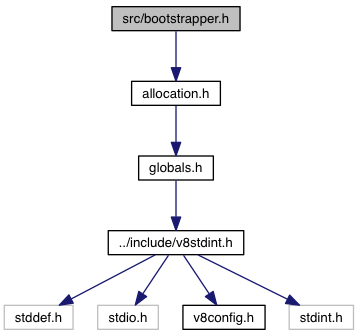 src/bootstrapper.h
allocation.h
globals.h
../include/v8stdint.h
stddef.h stdio.h v8config.h stdint.h